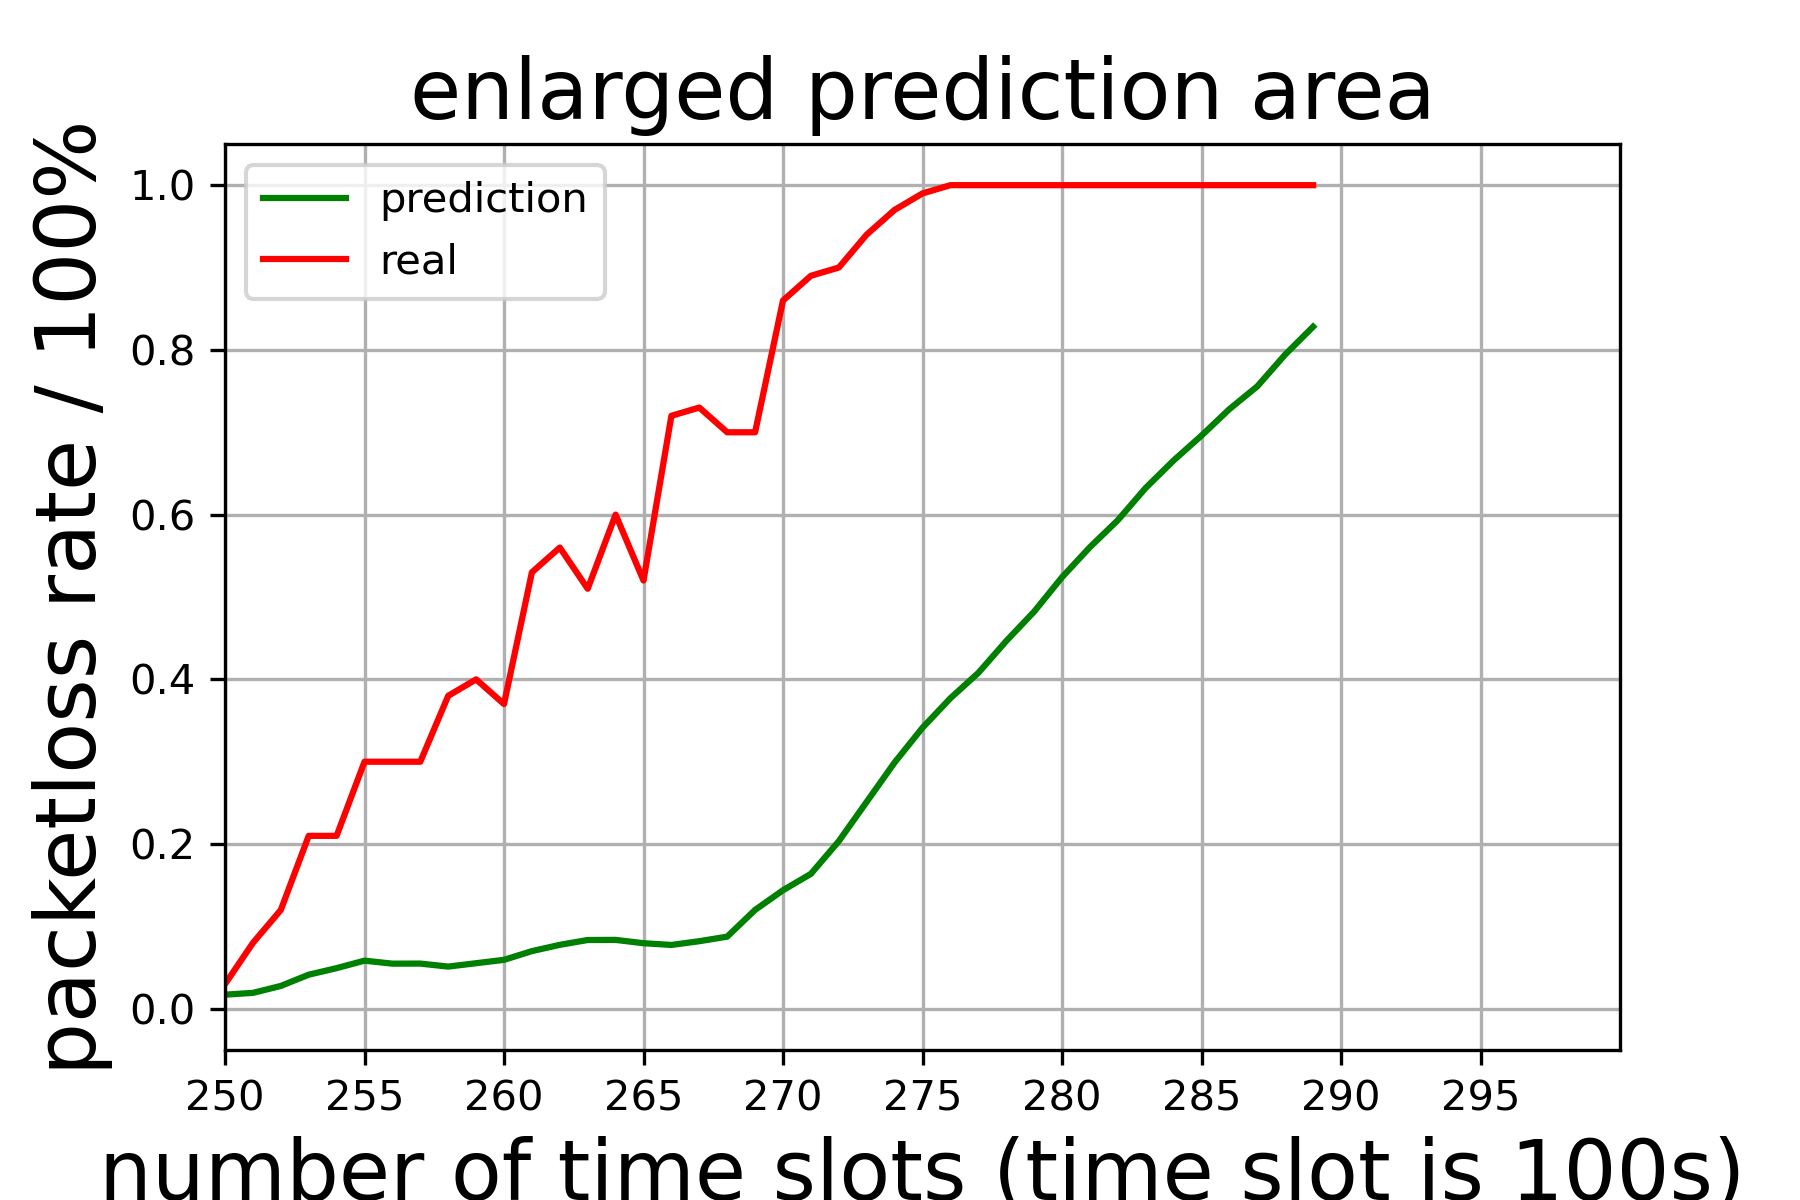 enlarged prediction area
packetloss rate / 100%
prediction
real
1.0
0.8
0.6
0.4
0.2
0.0
250 255 260 265 270 275 280 285 290 295
number of time slots (time slot is 100s)